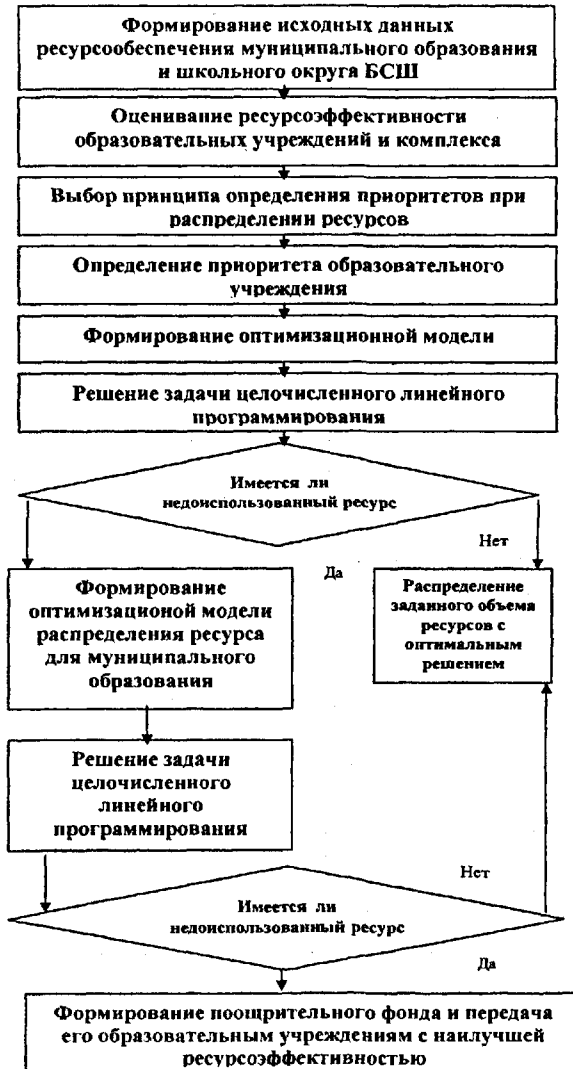 Формирование исходных данных
ресурсообеспечения муниципального образования
и школьного округа БСШ
Оценивание ресурсоэффективности
образовательных учреждений и комплекса
Выбор принципа определения приоритетов при
распределении ресурсов
Определение приоритета образовательного
учреждения
Формирование оптимизационной модели
Решение задачи целочисленного линейного
программирования
Имеется ли
недоиспользованный ресурс
Нет
Да
Формирование
оптимизационой модели
распределения ресурса
для муниципального
образования
Распределение
заданного объема
ресурсов с
оптимальным
решением
Решение задачи
целочисленного
линейного
программирования
Нет
Имеется ли
недоиспользованный ресурс
Да
Формирование поощрительного фонда и передача
его образовательным учреждениям с наилучшей
ресурсоэффективностью